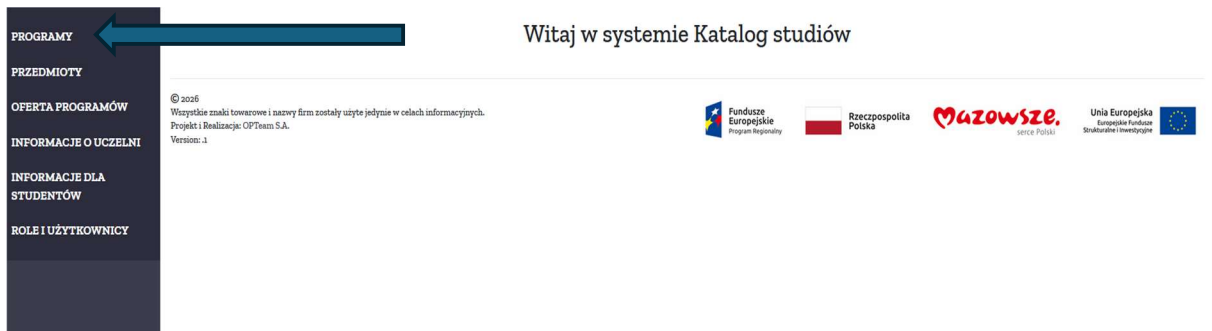 PROGRAMY
PRZEDMIOTY
OFERTA PROGRAMÓW
INFORMACJE O UCZELNI
INFORMACJE DLA
STUDENTÓW
ROLE I UŻYTKOWNICY
Witaj w systemie Katalog studiów
© 2026
Wszystkie znaki towarowe i nazwy firm zostały użyte jedynie w celach informacyjnych.
Projekt i Realizacja: OPTeam S.A.
Version: .1
Fundusze
Europejskie
Program Regionalny
Rzeczpospolita
Polska
Mazowsze.
serce Polski
Unia Europejska
Europejskie Fundusze
Strukturalne i Inwestycyjne